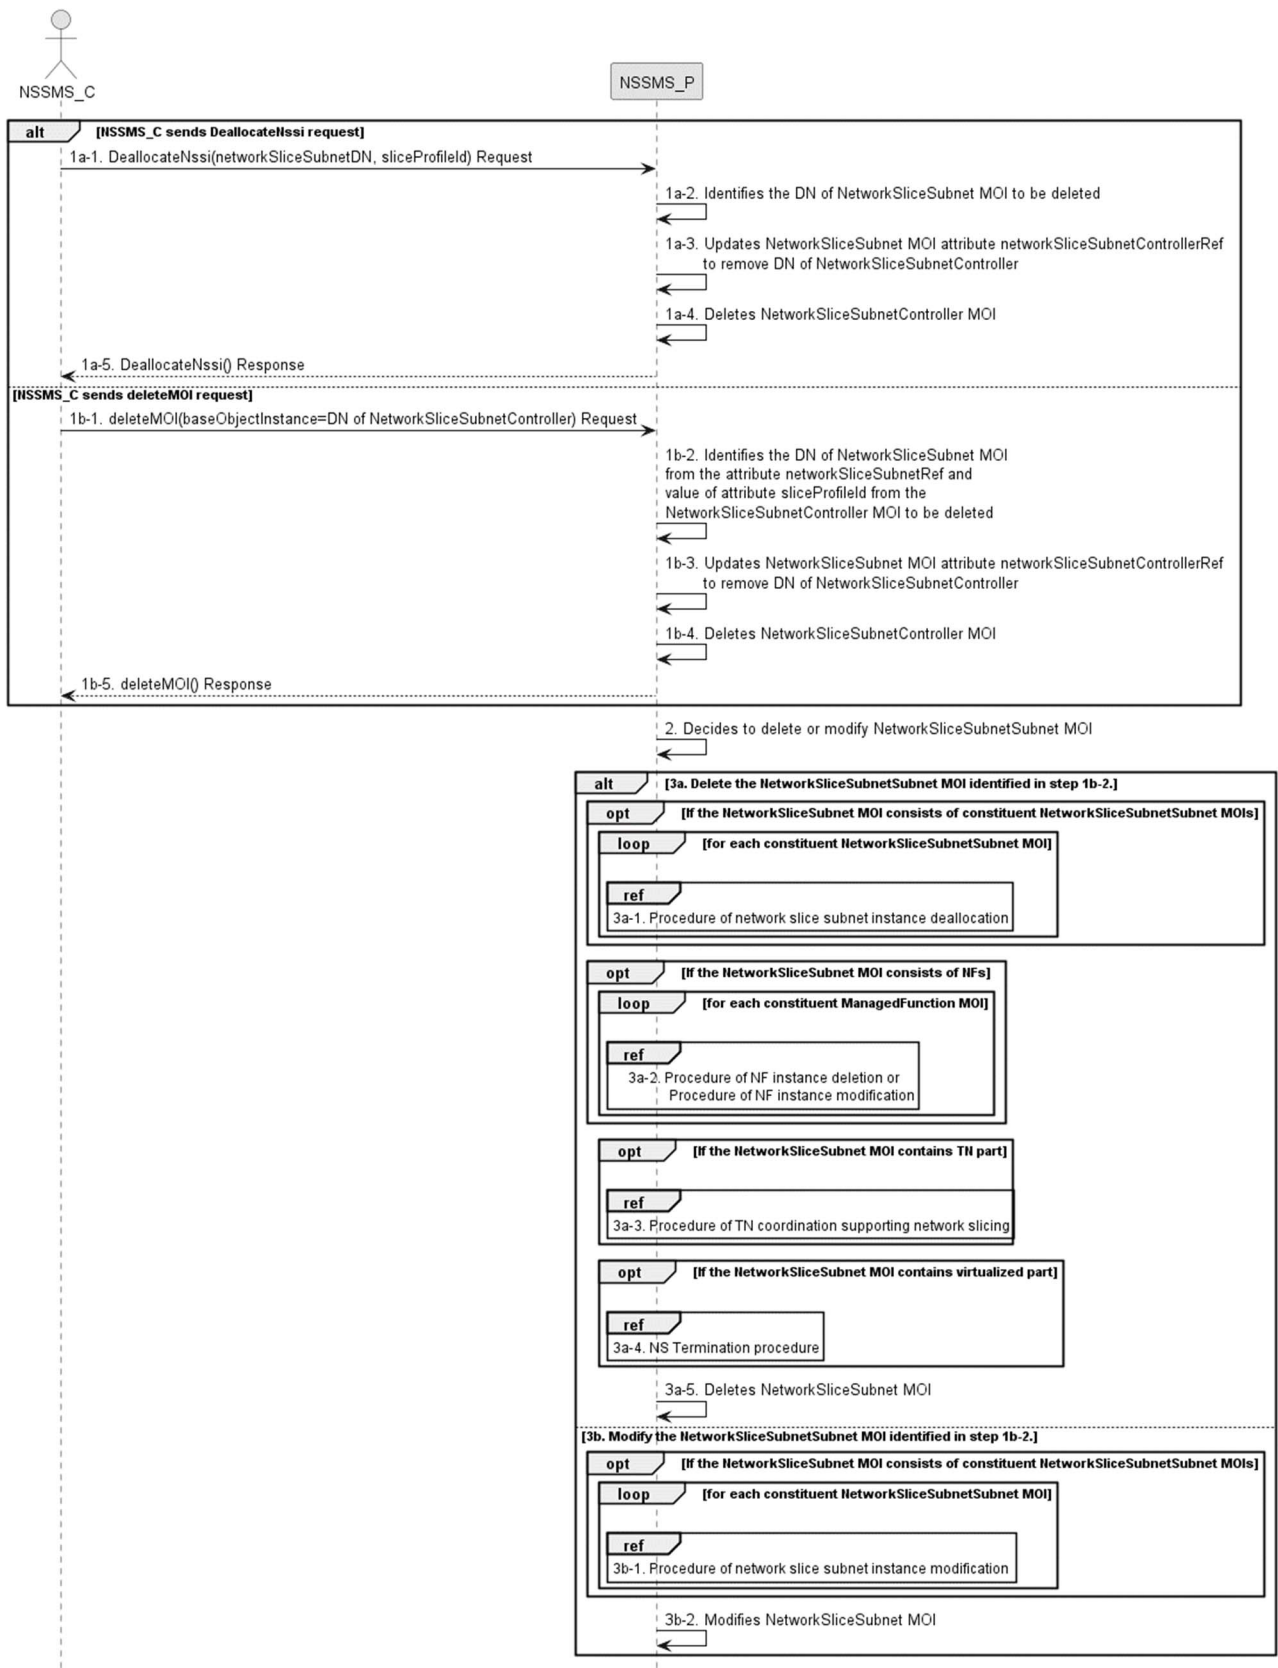 NSSMS_C
NSSMS_P
alt
[NSSMS_C sends DeallocateNssi request]
1a-1. DeallocateNssi(networkSliceSubnetDN, sliceProfileId) Request
1a-2. Identifies the DN of NetworkSliceSubnet MOI to be deleted
1a-3. Updates NetworkSliceSubnet MOI attribute networkSliceSubnetControllerRef
to remove DN of NetworkSliceSubnetController
1a-4. Deletes NetworkSliceSubnetController MOI
1a-5. DeallocateNssi() Response
[NSSMS_C sends deleteMOI request]
1b-1. deleteMOI(baseObjectInstance=DN of NetworkSliceSubnetController) Request
1b-2. Identifies the DN of NetworkSliceSubnet MOI
from the attribute networkSliceSubnetRef and
value of attribute sliceProfileId from the
NetworkSliceSubnetController MOI to be deleted
1b-3. Updates NetworkSliceSubnet MOI attribute networkSliceSubnetControllerRef
to remove DN of NetworkSliceSubnetController
1b-4. Deletes NetworkSliceSubnetController MOI
1b-5. deleteMOI() Response
2. Decides to delete or modify NetworkSliceSubnetSubnet MOI
alt
[3a. Delete the NetworkSliceSubnetSubnet MOI identified in step 1b-2.]
opt
[If the NetworkSliceSubnet MOI consists of constituent NetworkSliceSubnetSubnet MOIs]
loop
[for each constituent NetworkSliceSubnetSubnet MOI]
ref
3a-1. Procedure of network slice subnet instance deallocation
opt
[If the NetworkSliceSubnet MOI consists of NFs]
loop
[for each constituent ManagedFunction MOI]
ref
3a-2. Procedure of NF instance deletion or
Procedure of NF instance modification
opt
[If the NetworkSliceSubnet MOI contains TN part]
ref
3a-3. Procedure of TN coordination supporting network slicing
opt
[If the NetworkSliceSubnet MOI contains virtualized part]
ref
3a-4. NS Termination procedure
3a-5. Deletes NetworkSliceSubnet MOI
[3b. Modify the NetworkSliceSubnetSubnet MOI identified in step 1b-2.]
opt
[If the NetworkSliceSubnet MOI consists of constituent NetworkSliceSubnetSubnet MOIs]
loop
[for each constituent NetworkSliceSubnetSubnet MOI]
ref
3b-1. Procedure of network slice subnet instance modification
3b-2. Modifies NetworkSliceSubnet MOI